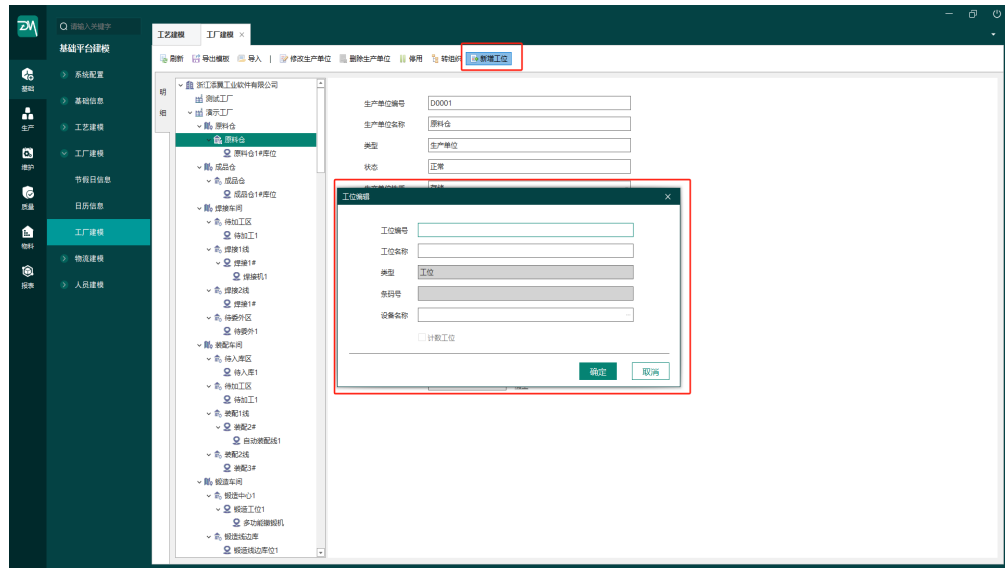 ZM
请输入关键字
基础平台建模
基础
生产
维护
质量
物料
报表
系统配置
基础信息
工艺建模
工厂建模
节假日信息
日历信息
工厂建模
物流建模
人员建模
工艺建模 工厂建模 ×
刷新 导出模板 导入 | 修改生产单位 删除生产单位 停用 转组织 新增工位
明
细
浙江添翼工业软件有限公司
测试工厂
演示工厂
原料仓
原料仓
原料仓1#库位
成品仓
成品仓
成品仓1#库位
焊接车间
待加工区
待加工1
焊接1线
焊接1#
焊接机1
焊接2线
焊接1#
待委外区
待委外1
装配车间
待入库区
待入库1
待加工区
待加工1
装配1线
装配2#
自动装配线1
装配2线
装配3#
锻造车间
锻造中心1
锻造工位1
多功能辗锻机
锻造线边库
锻造线边库位1
生产单位编号 D0001
生产单位名称 原料仓
类型 生产单位
状态 正常
工位编辑 ×
工位编号
工位名称
类型 工位
条码号
设备名称
计数工位
确定 取消